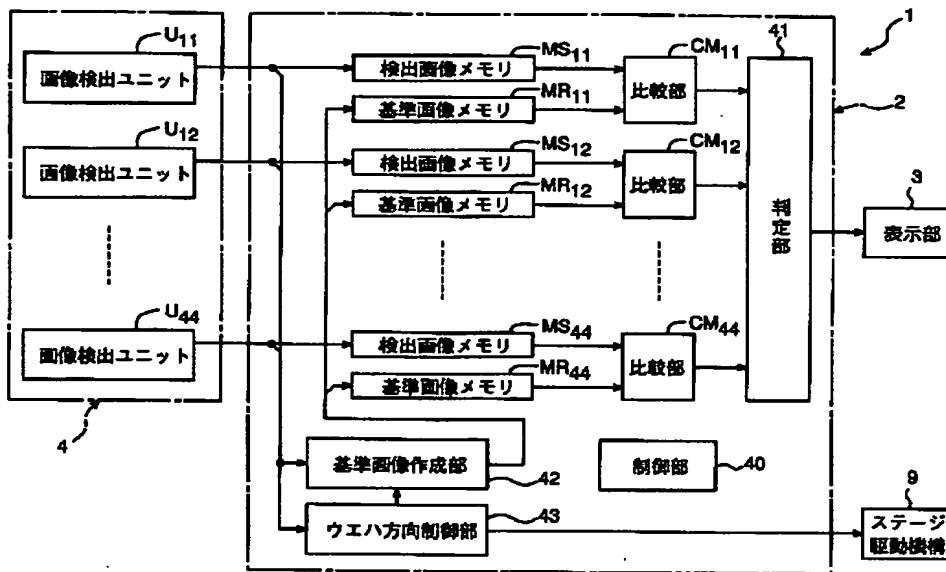 U11
画像検出ユニット
U12
画像検出ユニット
U44
画像検出ユニット
4
MS11
検出画像メモリ
MR11
基準画像メモリ
CM11
比較部
MS12
検出画像メモリ
MR12
基準画像メモリ
CM12
比較部
MS44
検出画像メモリ
MR44
基準画像メモリ
CM44
比較部
41
判定部
1
2
3
表示部
基準画像作成部
42
制御部
40
ウエハ方向制御部
43
9
ステージ
駆動機構